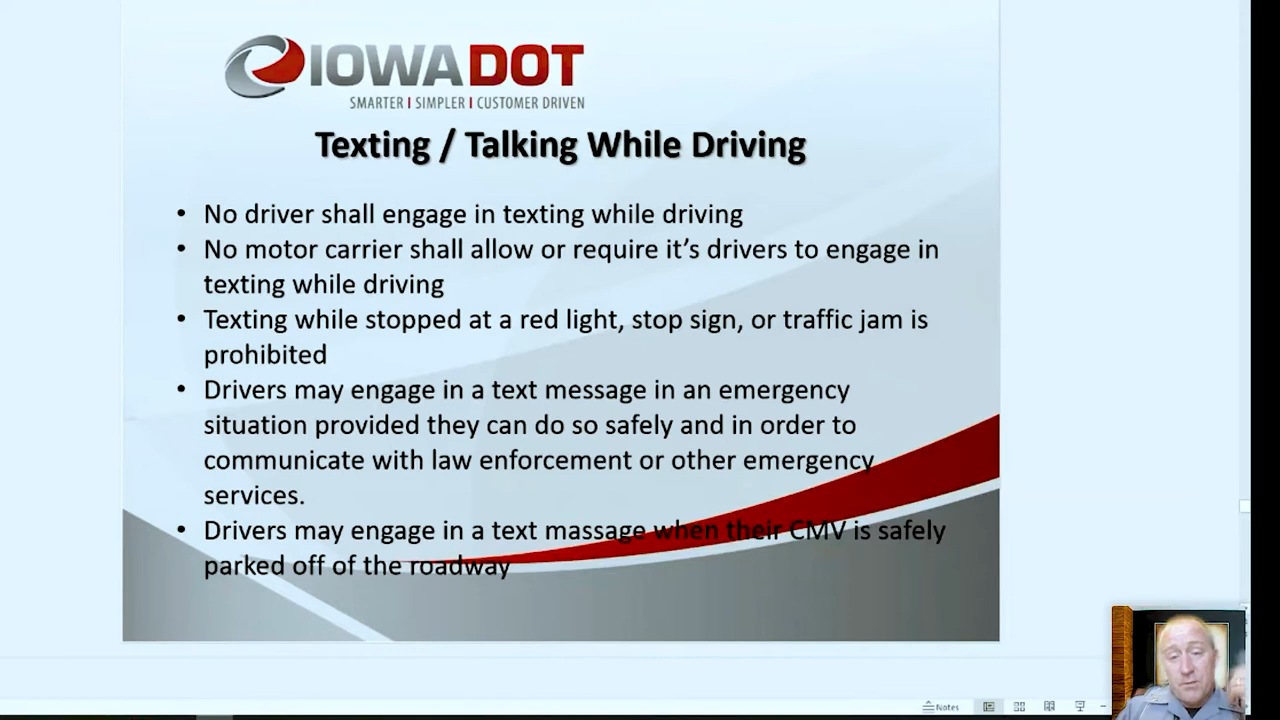 IOWADOT
SMARTER | SIMPLER | CUSTOMER DRIVEN
Texting / Talking While Driving
• No driver shall engage in texting while driving
• No motor carrier shall allow or require it’s drivers to engage in
texting while driving
• Texting while stopped at a red light, stop sign, or traffic jam is
prohibited
• Drivers may engage in a text message in an emergency
situation provided they can do so safely and in order to
communicate with law enforcement or other emergency
services.
• Drivers may engage in a text massage when their CMV is safely
parked off of the roadway
Notes